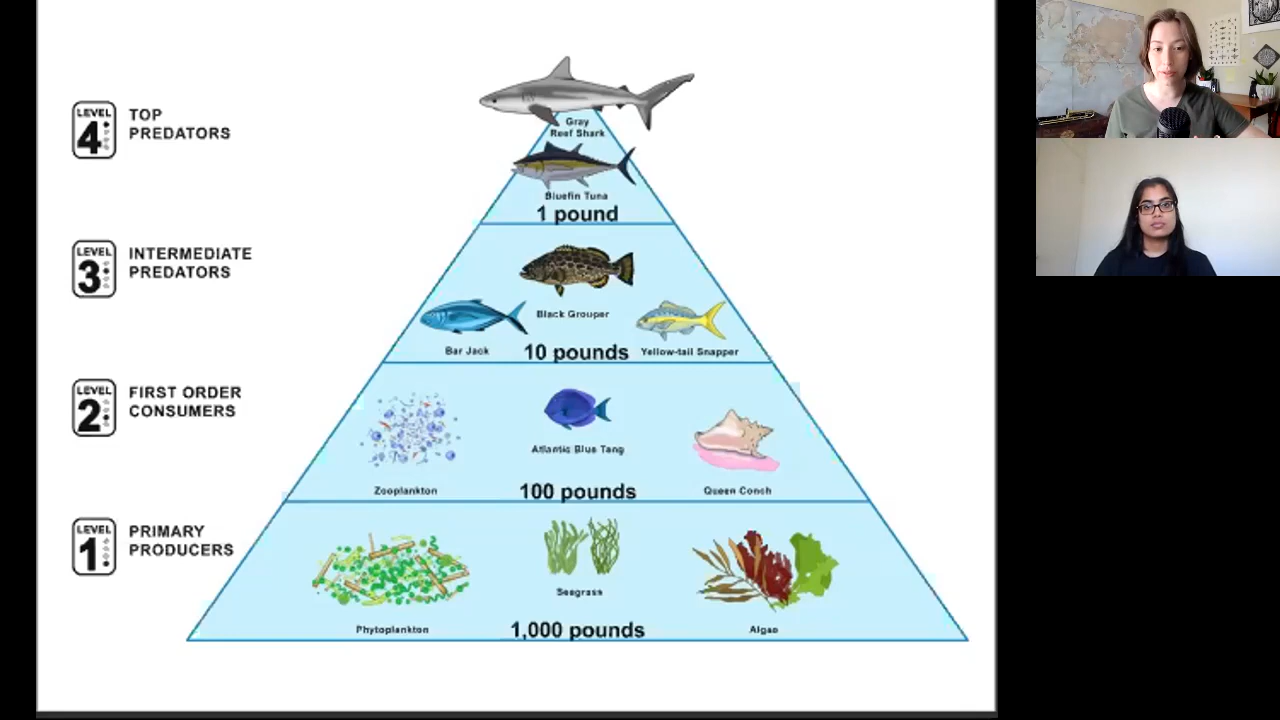 LEVEL
4
TOP
PREDATORS
Gray
Reef Shark
Bluefin Tuna
1 pound
LEVEL
3
INTERMEDIATE
PREDATORS
Black Grouper
Bar Jack
10 pounds
Yellow-tail Snapper
LEVEL
2
FIRST ORDER
CONSUMERS
Atlantic Blue Tang
Zooplankton
100 pounds
Queen Conch
LEVEL
1
PRIMARY
PRODUCERS
Seagrass
Phytoplankton
1,000 pounds
Algae